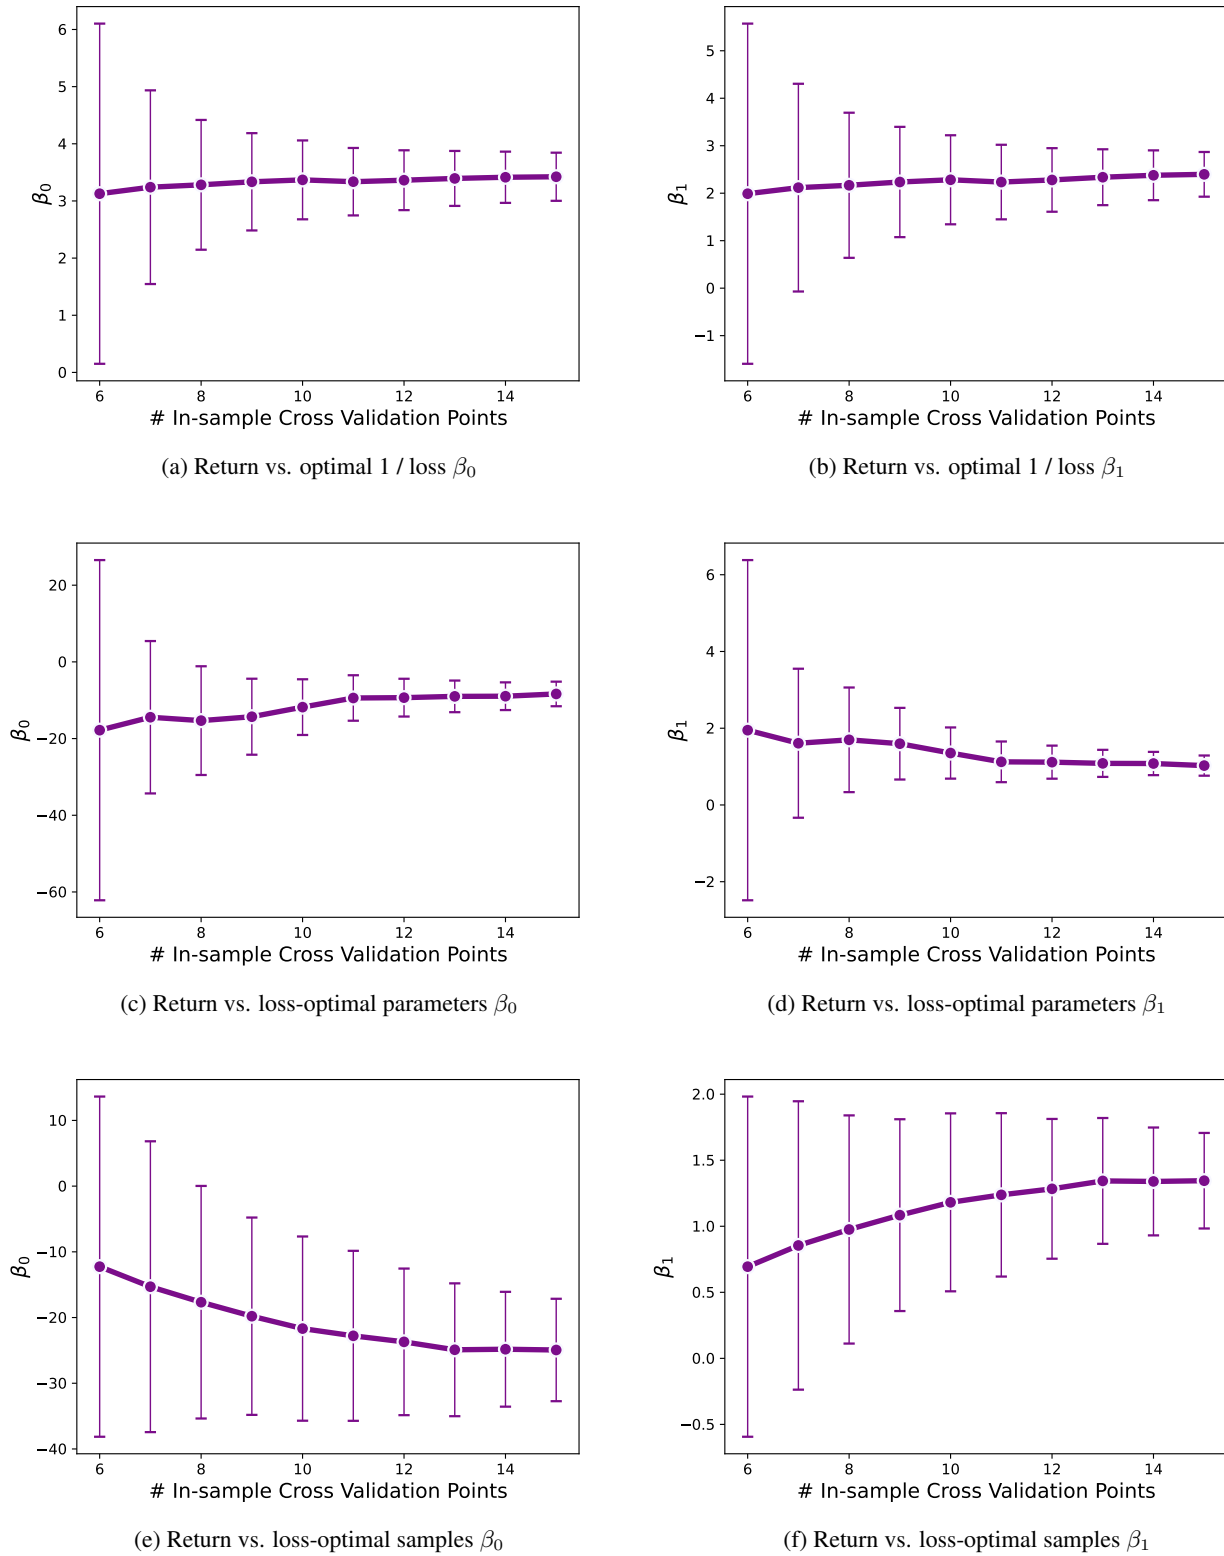 6
5
4
3
2
1
0
β₀
6 8 10 12 14
# In-sample Cross Validation Points
(a) Return vs. optimal 1 / loss β₀
5
4
3
2
1
0
−1
β₁
6 8 10 12 14
# In-sample Cross Validation Points
(b) Return vs. optimal 1 / loss β₁
20
0
−20
−40
−60
β₀
6 8 10 12 14
# In-sample Cross Validation Points
(c) Return vs. loss-optimal parameters β₀
6
4
2
0
−2
β₁
6 8 10 12 14
# In-sample Cross Validation Points
(d) Return vs. loss-optimal parameters β₁
10
0
−10
−20
−30
−40
β₀
6 8 10 12 14
# In-sample Cross Validation Points
(e) Return vs. loss-optimal samples β₀
2.0
1.5
1.0
0.5
0.0
−0.5
β₁
6 8 10 12 14
# In-sample Cross Validation Points
(f) Return vs. loss-optimal samples β₁